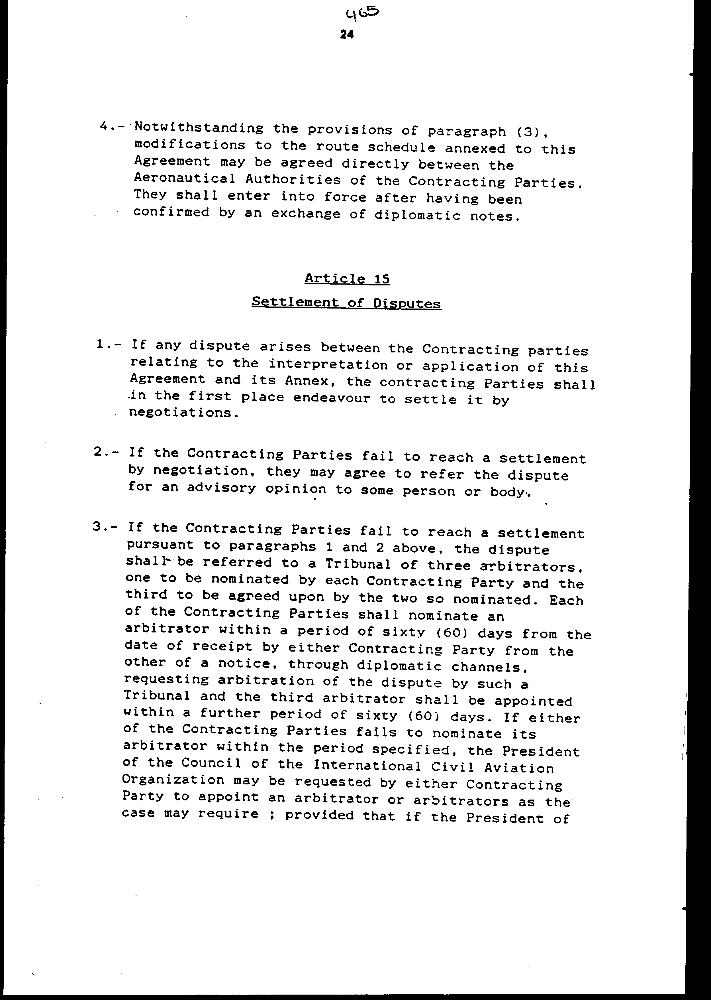 465
24
4.- Notwithstanding the provisions of paragraph (3),
modifications to the route schedule annexed to this
Agreement may be agreed directly between the
Aeronautical Authorities of the Contracting Parties.
They shall enter into force after having been
confirmed by an exchange of diplomatic notes.
Article 15
Settlement of Disputes
1.- If any dispute arises between the Contracting parties
relating to the interpretation or application of this
Agreement and its Annex, the contracting Parties shall
in the first place endeavour to settle it by
negotiations.
2.- If the Contracting Parties fail to reach a settlement
by negotiation, they may agree to refer the dispute
for an advisory opinion to some person or body.
3.- If the Contracting Parties fail to reach a settlement
pursuant to paragraphs 1 and 2 above, the dispute
shall be referred to a Tribunal of three arbitrators,
one to be nominated by each Contracting Party and the
third to be agreed upon by the two so nominated. Each
of the Contracting Parties shall nominate an
arbitrator within a period of sixty (60) days from the
date of receipt by either Contracting Party from the
other of a notice, through diplomatic channels,
requesting arbitration of the dispute by such a
Tribunal and the third arbitrator shall be appointed
within a further period of sixty (60) days. If either
of the Contracting Parties fails to nominate its
arbitrator within the period specified, the President
of the Council of the International Civil Aviation
Organization may be requested by either Contracting
Party to appoint an arbitrator or arbitrators as the
case may require ; provided that if the President of